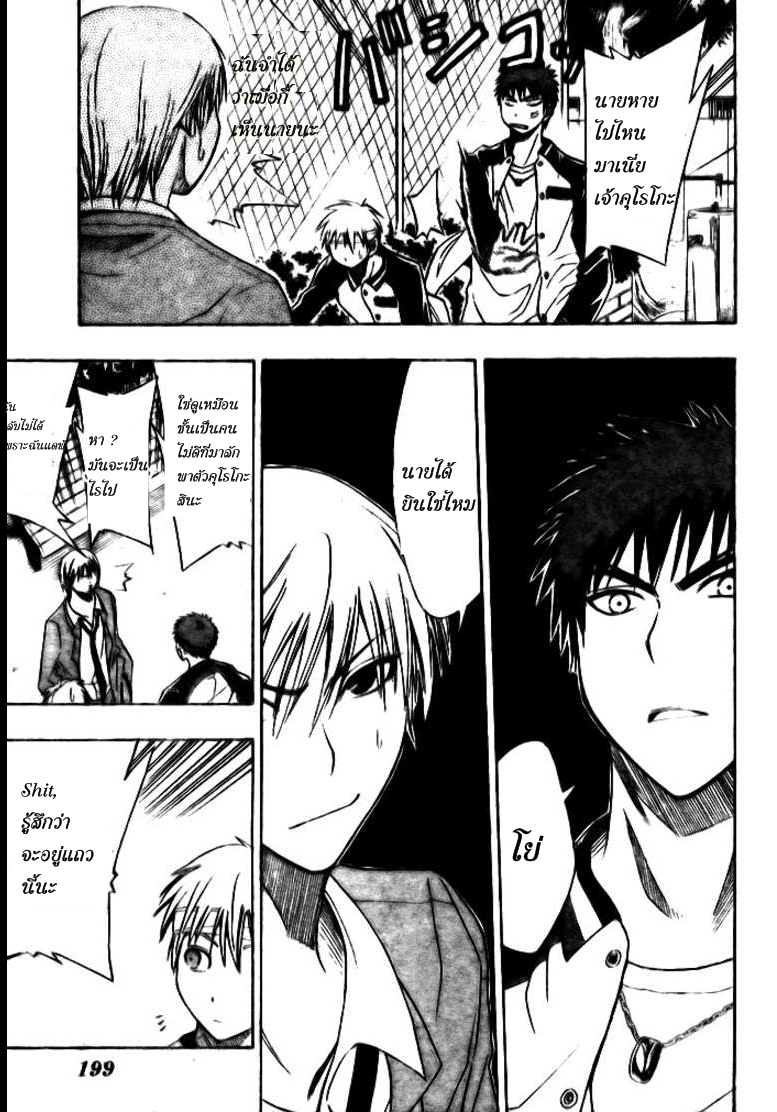 นายหาย
ไปไหน
มาเนี่ย
เจ้าคุโรโกะ
ฉันจำได้
ว่าเมื่อกี้
เห็นนายนะ
バシコッ
โย่
นายได้
ยินใช่ไหม
ใช่ดูเหมือน
ชั้นเป็นคน
ไม่ดีที่มาลัก
พาตัวคุโรโกะ
สินะ
หา ?
มันจะเป็น
ไรไป
Shit,
รู้สึกว่า
จะอยู่แถว
นี้นะ
199